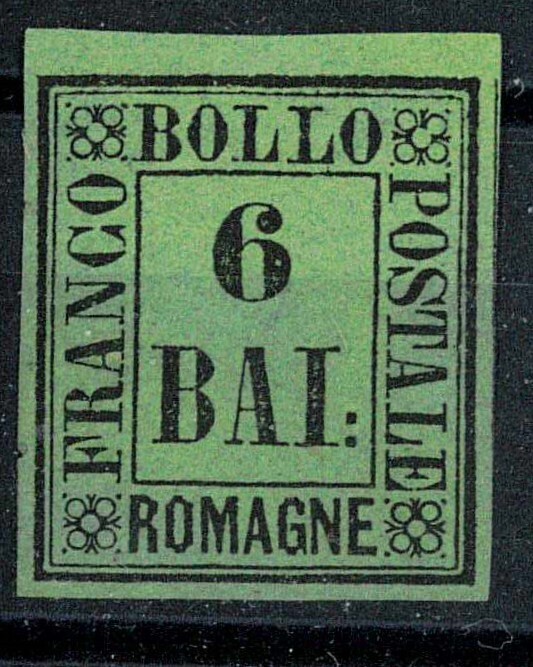 FRANCO
BOLLO
POSTALE
6
BAI:
ROMAGNE